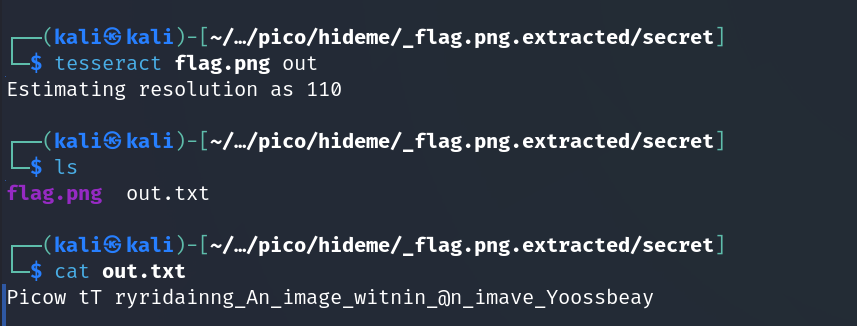 ┌──(kali㉿kali)-[~/…/pico/hideme/_flag.png.extracted/secret]
└─$ tesseract flag.png out
Estimating resolution as 110
┌──(kali㉿kali)-[~/…/pico/hideme/_flag.png.extracted/secret]
└─$ ls
flag.png  out.txt
┌──(kali㉿kali)-[~/…/pico/hideme/_flag.png.extracted/secret]
└─$ cat out.txt
Picow tT ryridainng_An_image_witnin_@n_imave_Yoossbeay